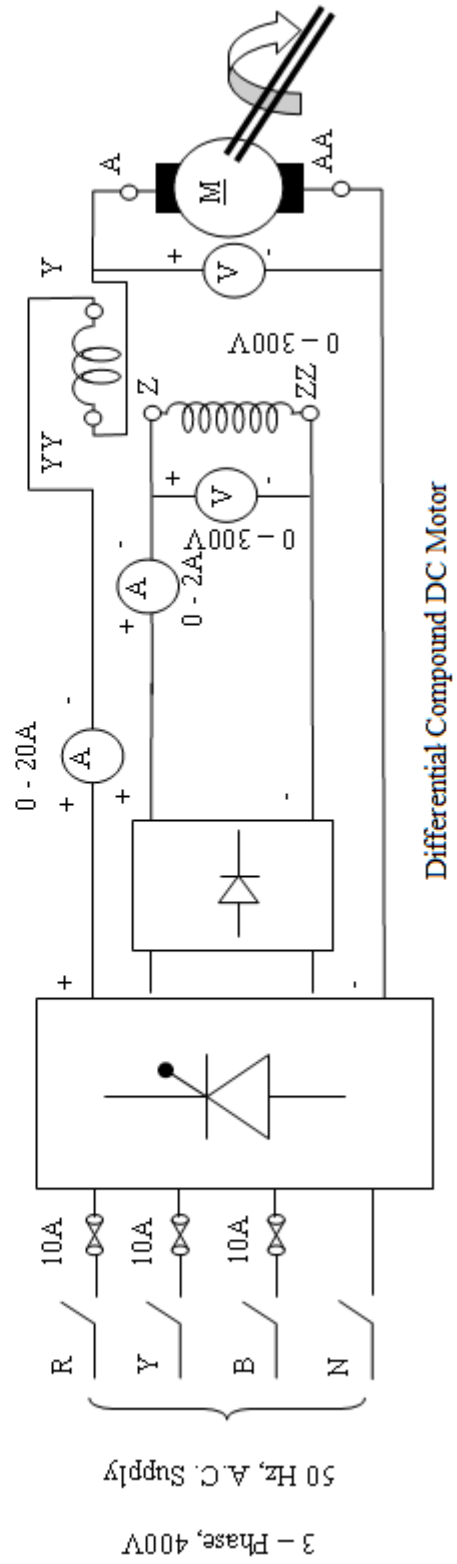 3 – Phase, 400V
50 Hz, A.C. Supply
R
Y
B
N
10A
10A
10A
+
-
0 - 20A
+
-
A
+
-
+
-
A
0 - 2A
YY
Y
+
-
V
0 – 300V
Z
ZZ
+
-
V
0 – 300V
A
AA
M
Differential Compound DC Motor